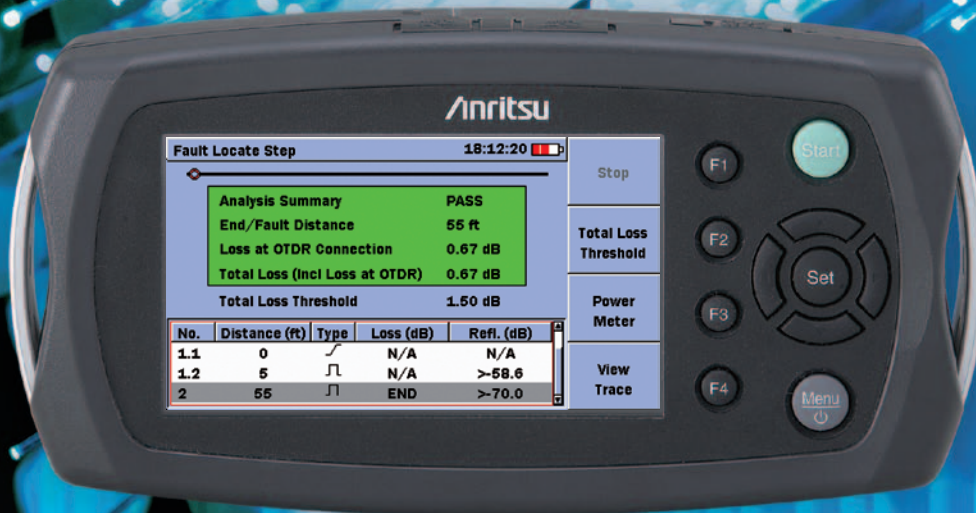 Anritsu
Fault Locate Step 18:12:20
Stop
Analysis Summary PASS
End/Fault Distance 55 ft
Loss at OTDR Connection 0.67 dB
Total Loss (Incl Loss at OTDR) 0.67 dB
Total Loss Threshold 1.50 dB
Total Loss
Threshold
Power
Meter
View
Trace
No. Distance (ft) Type Loss (dB) Refl. (dB)
1.1 0 N/A N/A
1.2 5 N/A >-58.6
2 55 END >-70.0
F1
F2
F3
F4
Start
Set
Menu